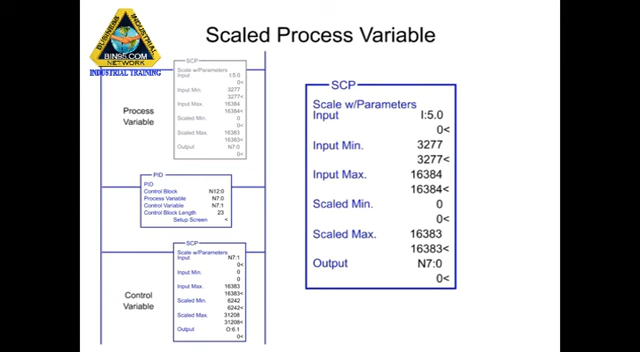 Scaled Process Variable
BUSINESS INDUSTRIAL
BIN95.COM
NETWORK
INDUSTRIAL TRAINING
Process
Variable
SCP
Scale w/Parameters
Input I:5.0
0<
Input Min. 3277
3277<
Input Max. 16384
16384<
Scaled Min. 0
0<
Scaled Max. 16383
16383<
Output N7:0
0<
PID
PID
Control Block N12:0
Process Variable N7:0
Control Variable N7:1
Control Block Length 23
Setup Screen <
Control
Variable
SCP
Scale w/Parameters
Input N7:1
0<
Input Min. 0
0
Input Max. 16383
16383<
Scaled Min. 6242
6242<
Scaled Max. 31208
31208<
Output O:6.1
0<
SCP
Scale w/Parameters
Input I:5.0
0<
Input Min. 3277
3277<
Input Max. 16384
16384<
Scaled Min. 0
0<
Scaled Max. 16383
16383<
Output N7:0
0<